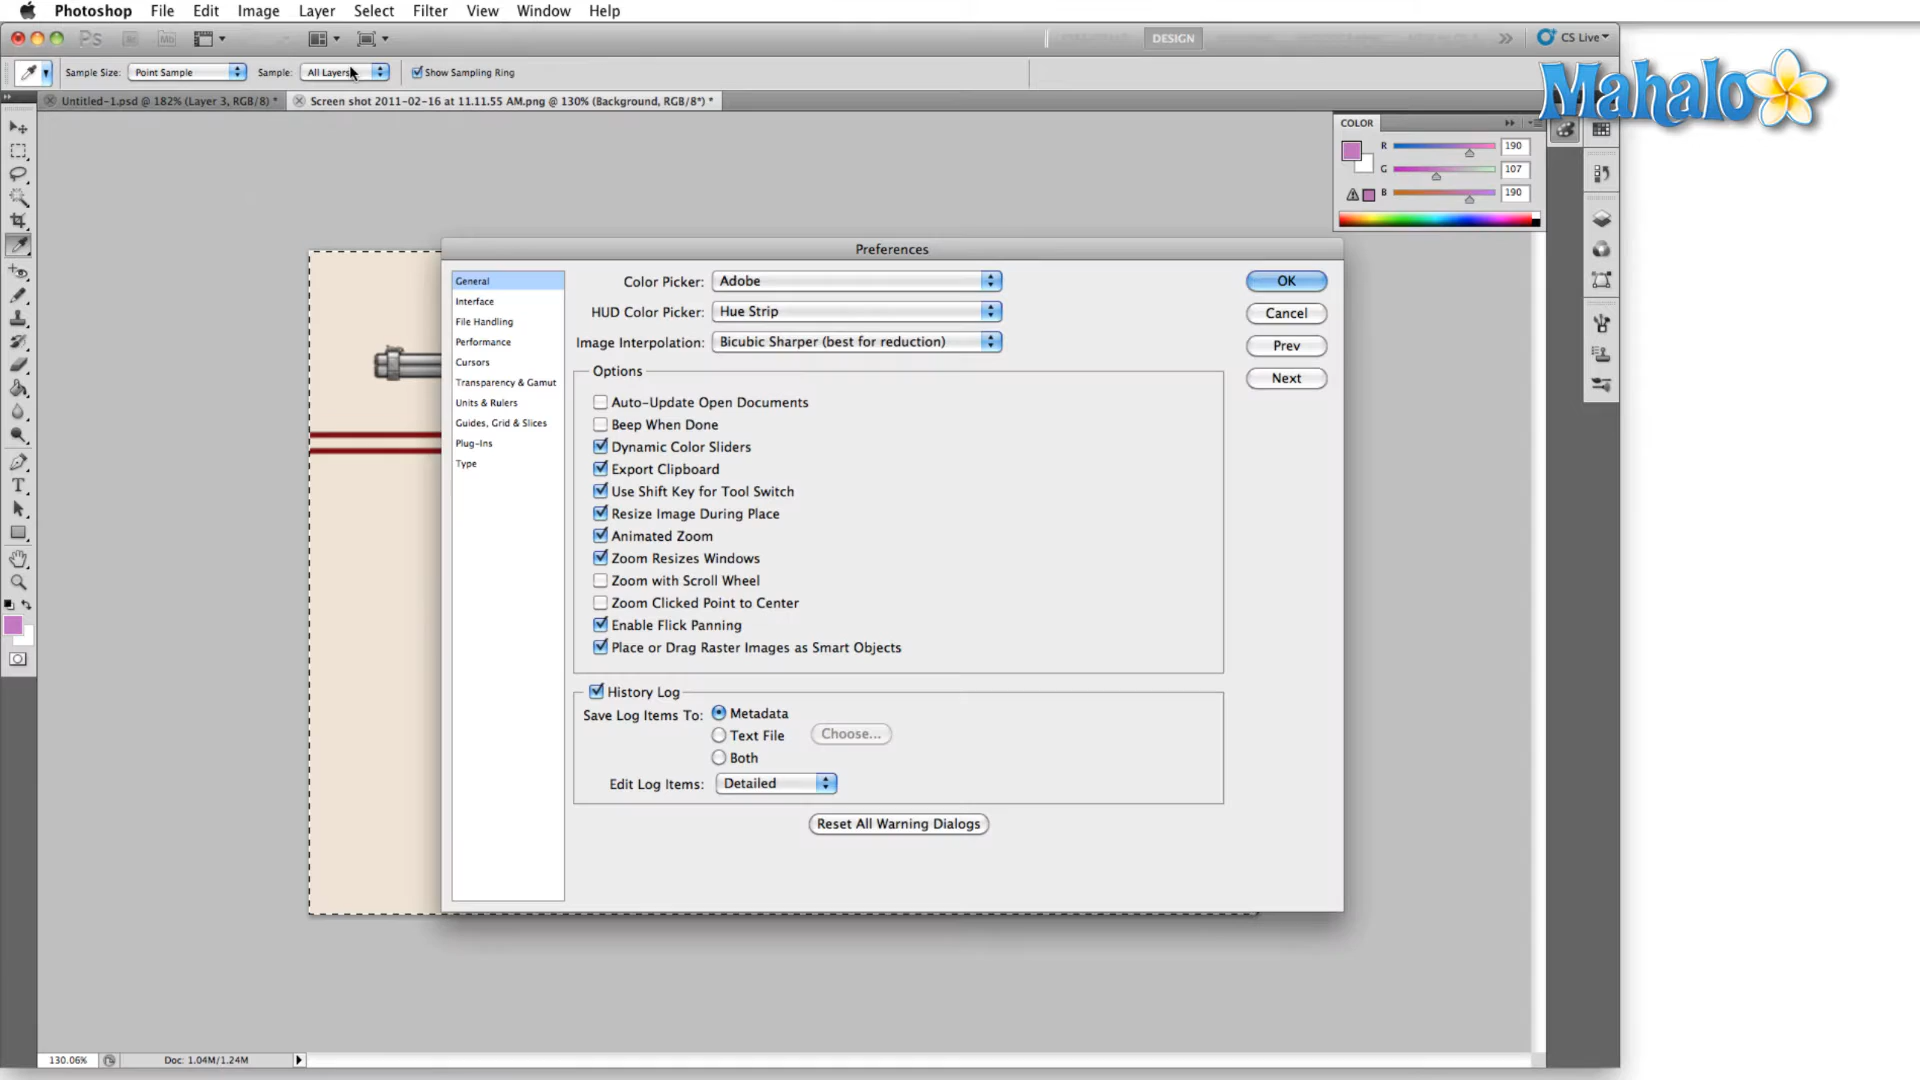 Photoshop File Edit Image Layer Select Filter View Window Help
Ps Br Mb DESIGN CS Live
Sample Size: Point Sample Sample: All Layers Show Sampling Ring
Mahalo
Untitled-1.psd @ 182% (Layer 3, RGB/8) * Screen shot 2011-02-16 at 11.11.55 AM.png @ 130% (Background, RGB/8*) *
COLOR
R 190
G 107
B 190
Preferences
General
Interface
File Handling
Performance
Cursors
Transparency & Gamut
Units & Rulers
Guides, Grid & Slices
Plug-Ins
Type
Color Picker: Adobe
HUD Color Picker: Hue Strip
Image Interpolation: Bicubic Sharper (best for reduction)
OK
Cancel
Prev
Next
Options
Auto-Update Open Documents
Beep When Done
Dynamic Color Sliders
Export Clipboard
Use Shift Key for Tool Switch
Resize Image During Place
Animated Zoom
Zoom Resizes Windows
Zoom with Scroll Wheel
Zoom Clicked Point to Center
Enable Flick Panning
Place or Drag Raster Images as Smart Objects
History Log
Save Log Items To: Metadata
Text File Choose...
Both
Edit Log Items: Detailed
Reset All Warning Dialogs
130.06% Doc: 1.04M/1.24M